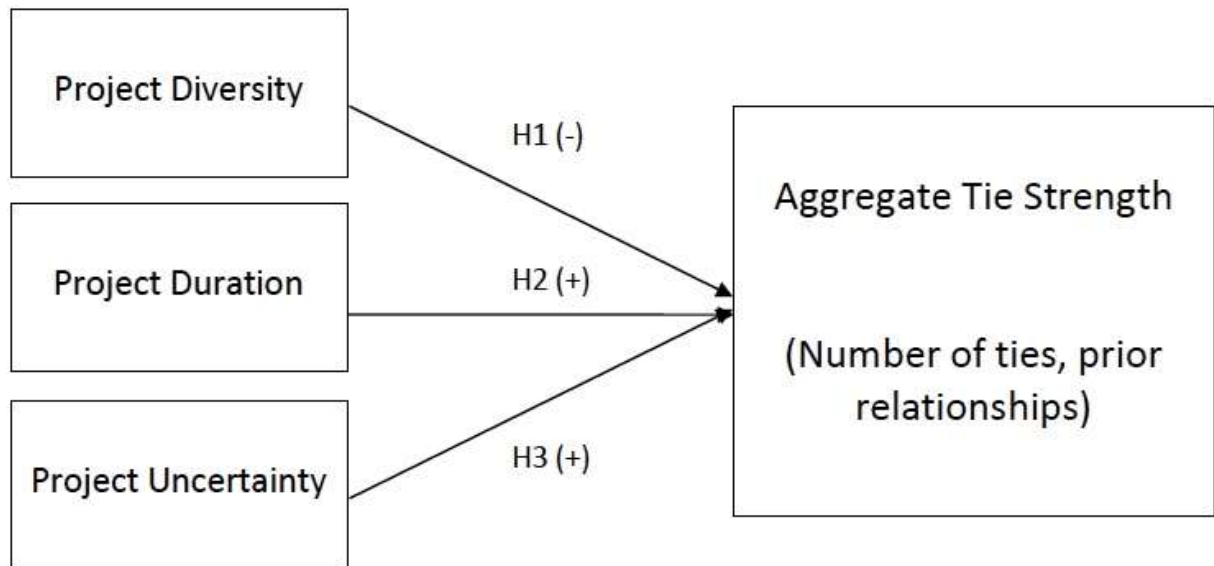 Project Diversity
H1 (-)
Project Duration
H2 (+)
Project Uncertainty
H3 (+)
Aggregate Tie Strength
(Number of ties, prior
relationships)